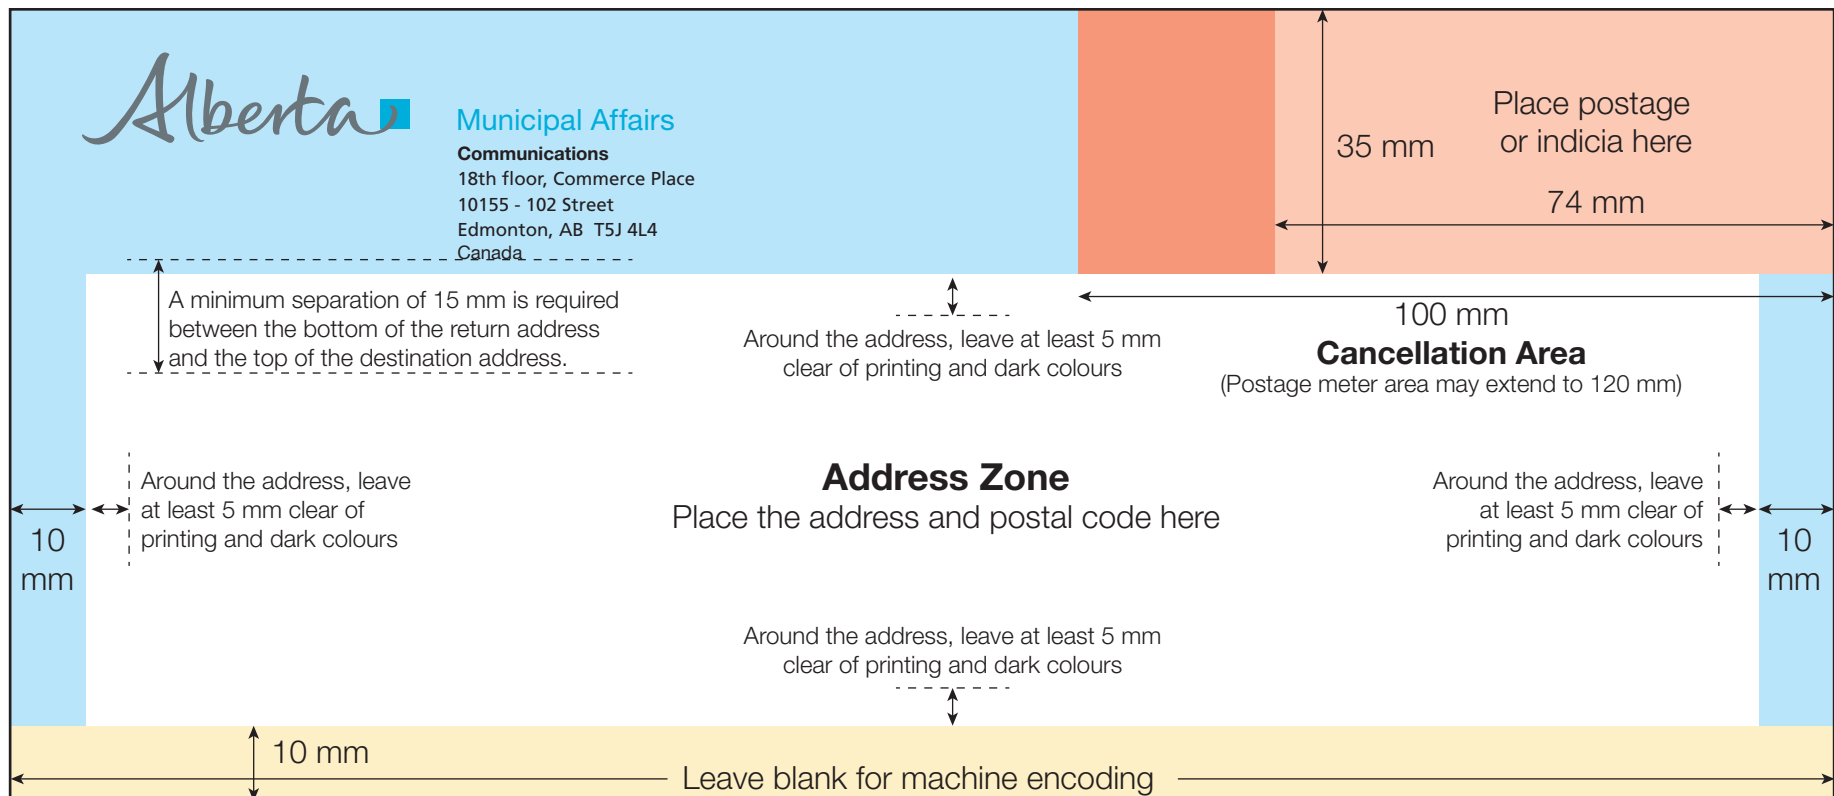 Alberta
Municipal Affairs
Communications
18th floor, Commerce Place
10155 - 102 Street
Edmonton, AB  T5J 4L4
Canada
Place postage
or indicia here
35 mm
74 mm
A minimum separation of 15 mm is required
between the bottom of the return address
and the top of the destination address.
Around the address, leave at least 5 mm
clear of printing and dark colours
100 mm
Cancellation Area
(Postage meter area may extend to 120 mm)
Around the address, leave
at least 5 mm clear of
printing and dark colours
10
mm
Address Zone
Place the address and postal code here
Around the address, leave
at least 5 mm clear of
printing and dark colours
10
mm
Around the address, leave at least 5 mm
clear of printing and dark colours
10 mm
Leave blank for machine encoding